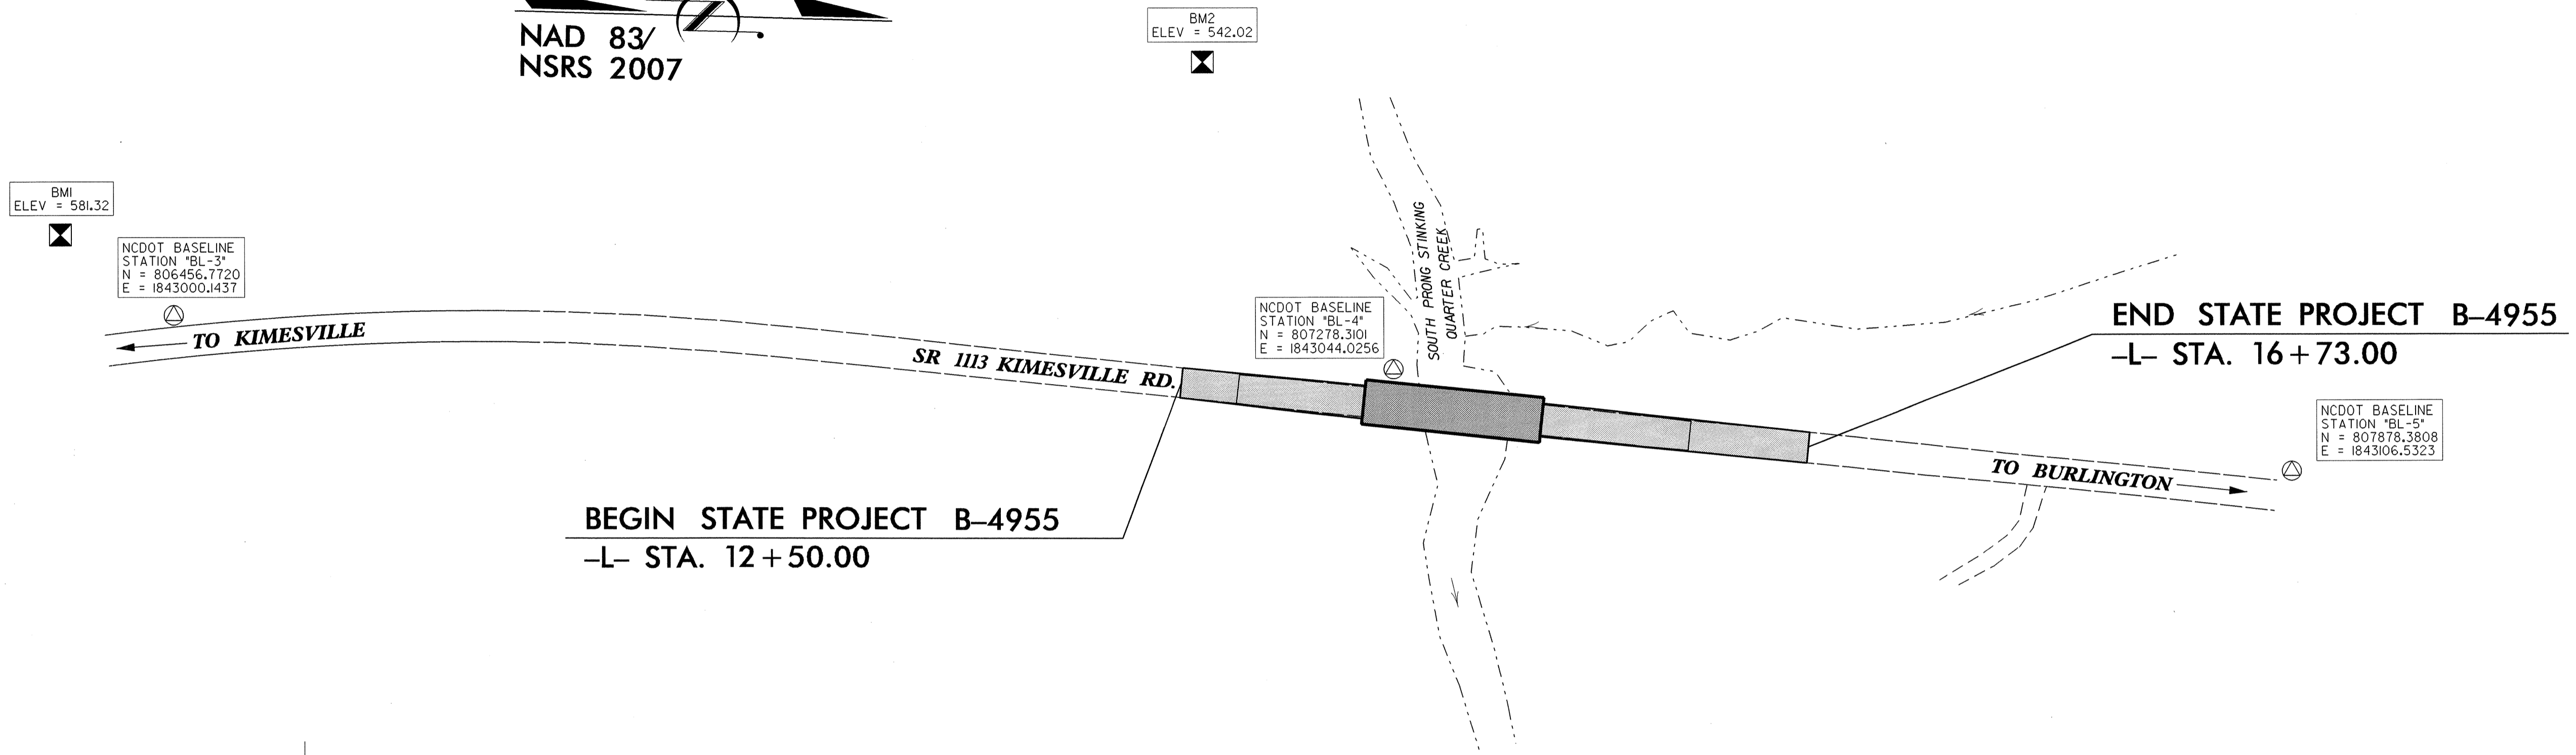 NAD 83/
NSRS 2007
BM2
ELEV = 542.02
BM1
ELEV = 581.32
NCDOT BASELINE
STATION "BL-3"
N = 806456.7720
E = 1843000.1437
TO KIMESVILLE
SR 1113 KIMESVILLE RD.
NCDOT BASELINE
STATION "BL-4"
N = 807278.3101
E = 1843044.0256
SOUTH PRONG STINKING
QUARTER CREEK
END STATE PROJECT B-4955
-L- STA. 16+73.00
NCDOT BASELINE
STATION "BL-5"
N = 807878.3808
E = 1843106.5323
TO BURLINGTON
BEGIN STATE PROJECT B-4955
-L- STA. 12+50.00